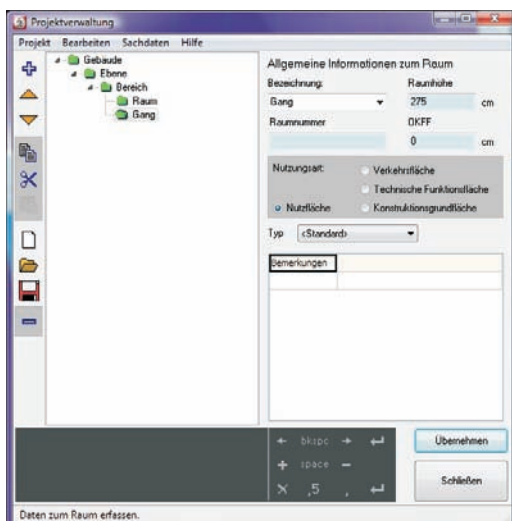 Projektverwaltung
Projekt Bearbeiten Sachdaten Hilfe
Gebäude
Ebene
Bereich
Raum
Gang
Allgemeine Informationen zum Raum
Bezeichnung: Raumhöhe
Gang 275 cm
Raumnummer OKFF
0 cm
Nutzungsart: Verkehrsfläche
Technische Funktionsfläche
Nutzfläche Konstruktionsgrundfläche
Typ <Standard>
Bemerkungen
← bkspc → ↵
+ space −
× ,5 , ↵
Übernehmen
Schließen
Daten zum Raum erfassen.